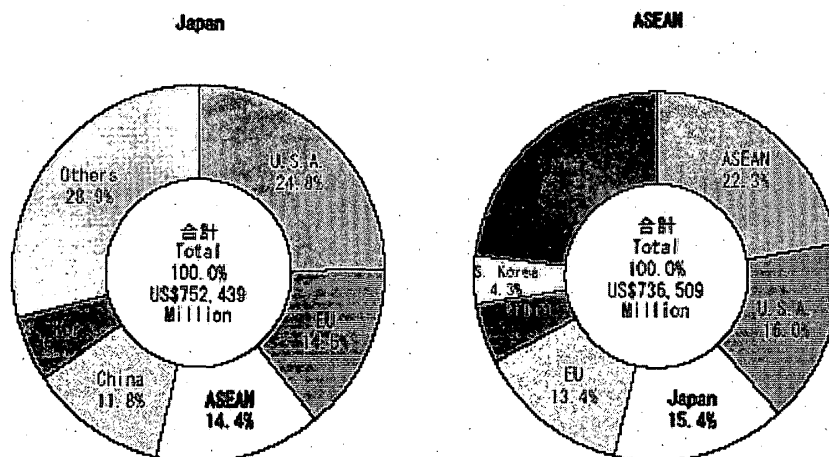 Japan
Others
28.9%
U.S.A.
24.8%
合計
Total
100.0%
US$752,439
Million
EU
14.5%
China
11.8%
ASEAN
14.4%
ASEAN
ASEAN
22.3%
合計
Total
100.0%
US$736,509
Million
S. Korea
4.3%
U.S.A.
16.0%
EU
13.4%
Japan
15.4%